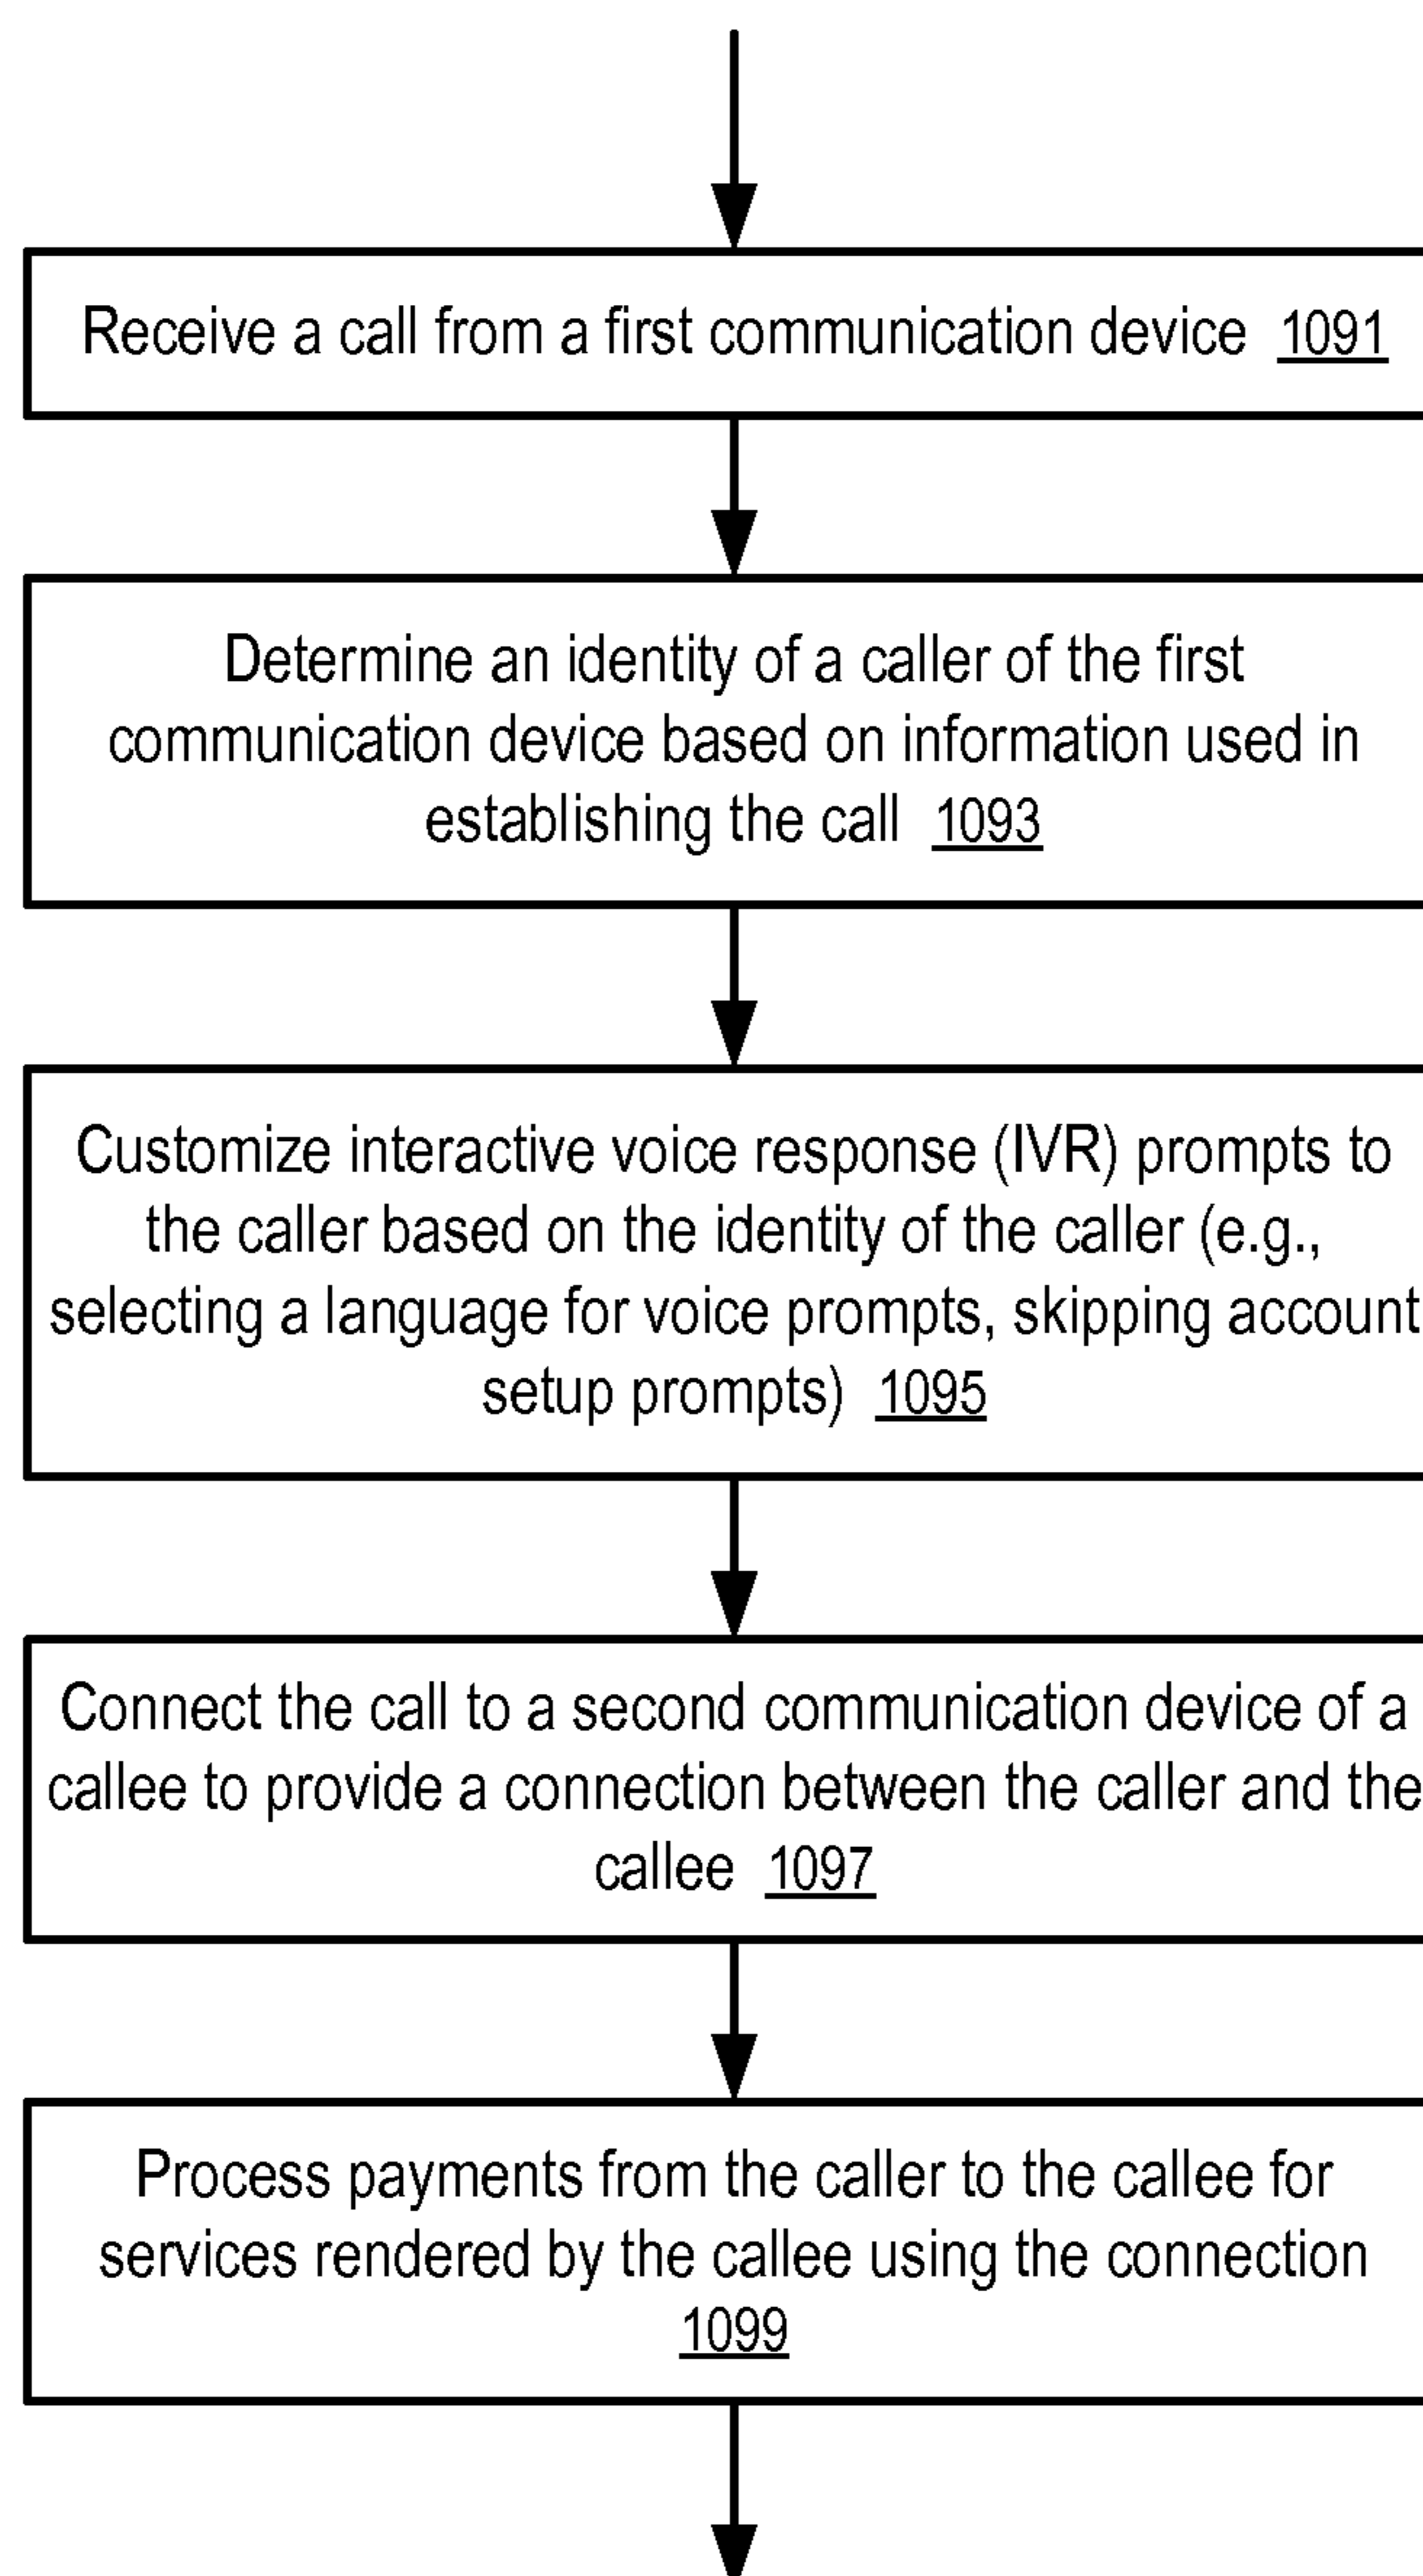 Receive a call from a first communication device 1091
Determine an identity of a caller of the first
communication device based on information used in
establishing the call 1093
Customize interactive voice response (IVR) prompts to
the caller based on the identity of the caller (e.g.,
selecting a language for voice prompts, skipping account
setup prompts) 1095
Connect the call to a second communication device of a
callee to provide a connection between the caller and the
callee 1097
Process payments from the caller to the callee for
services rendered by the callee using the connection
1099